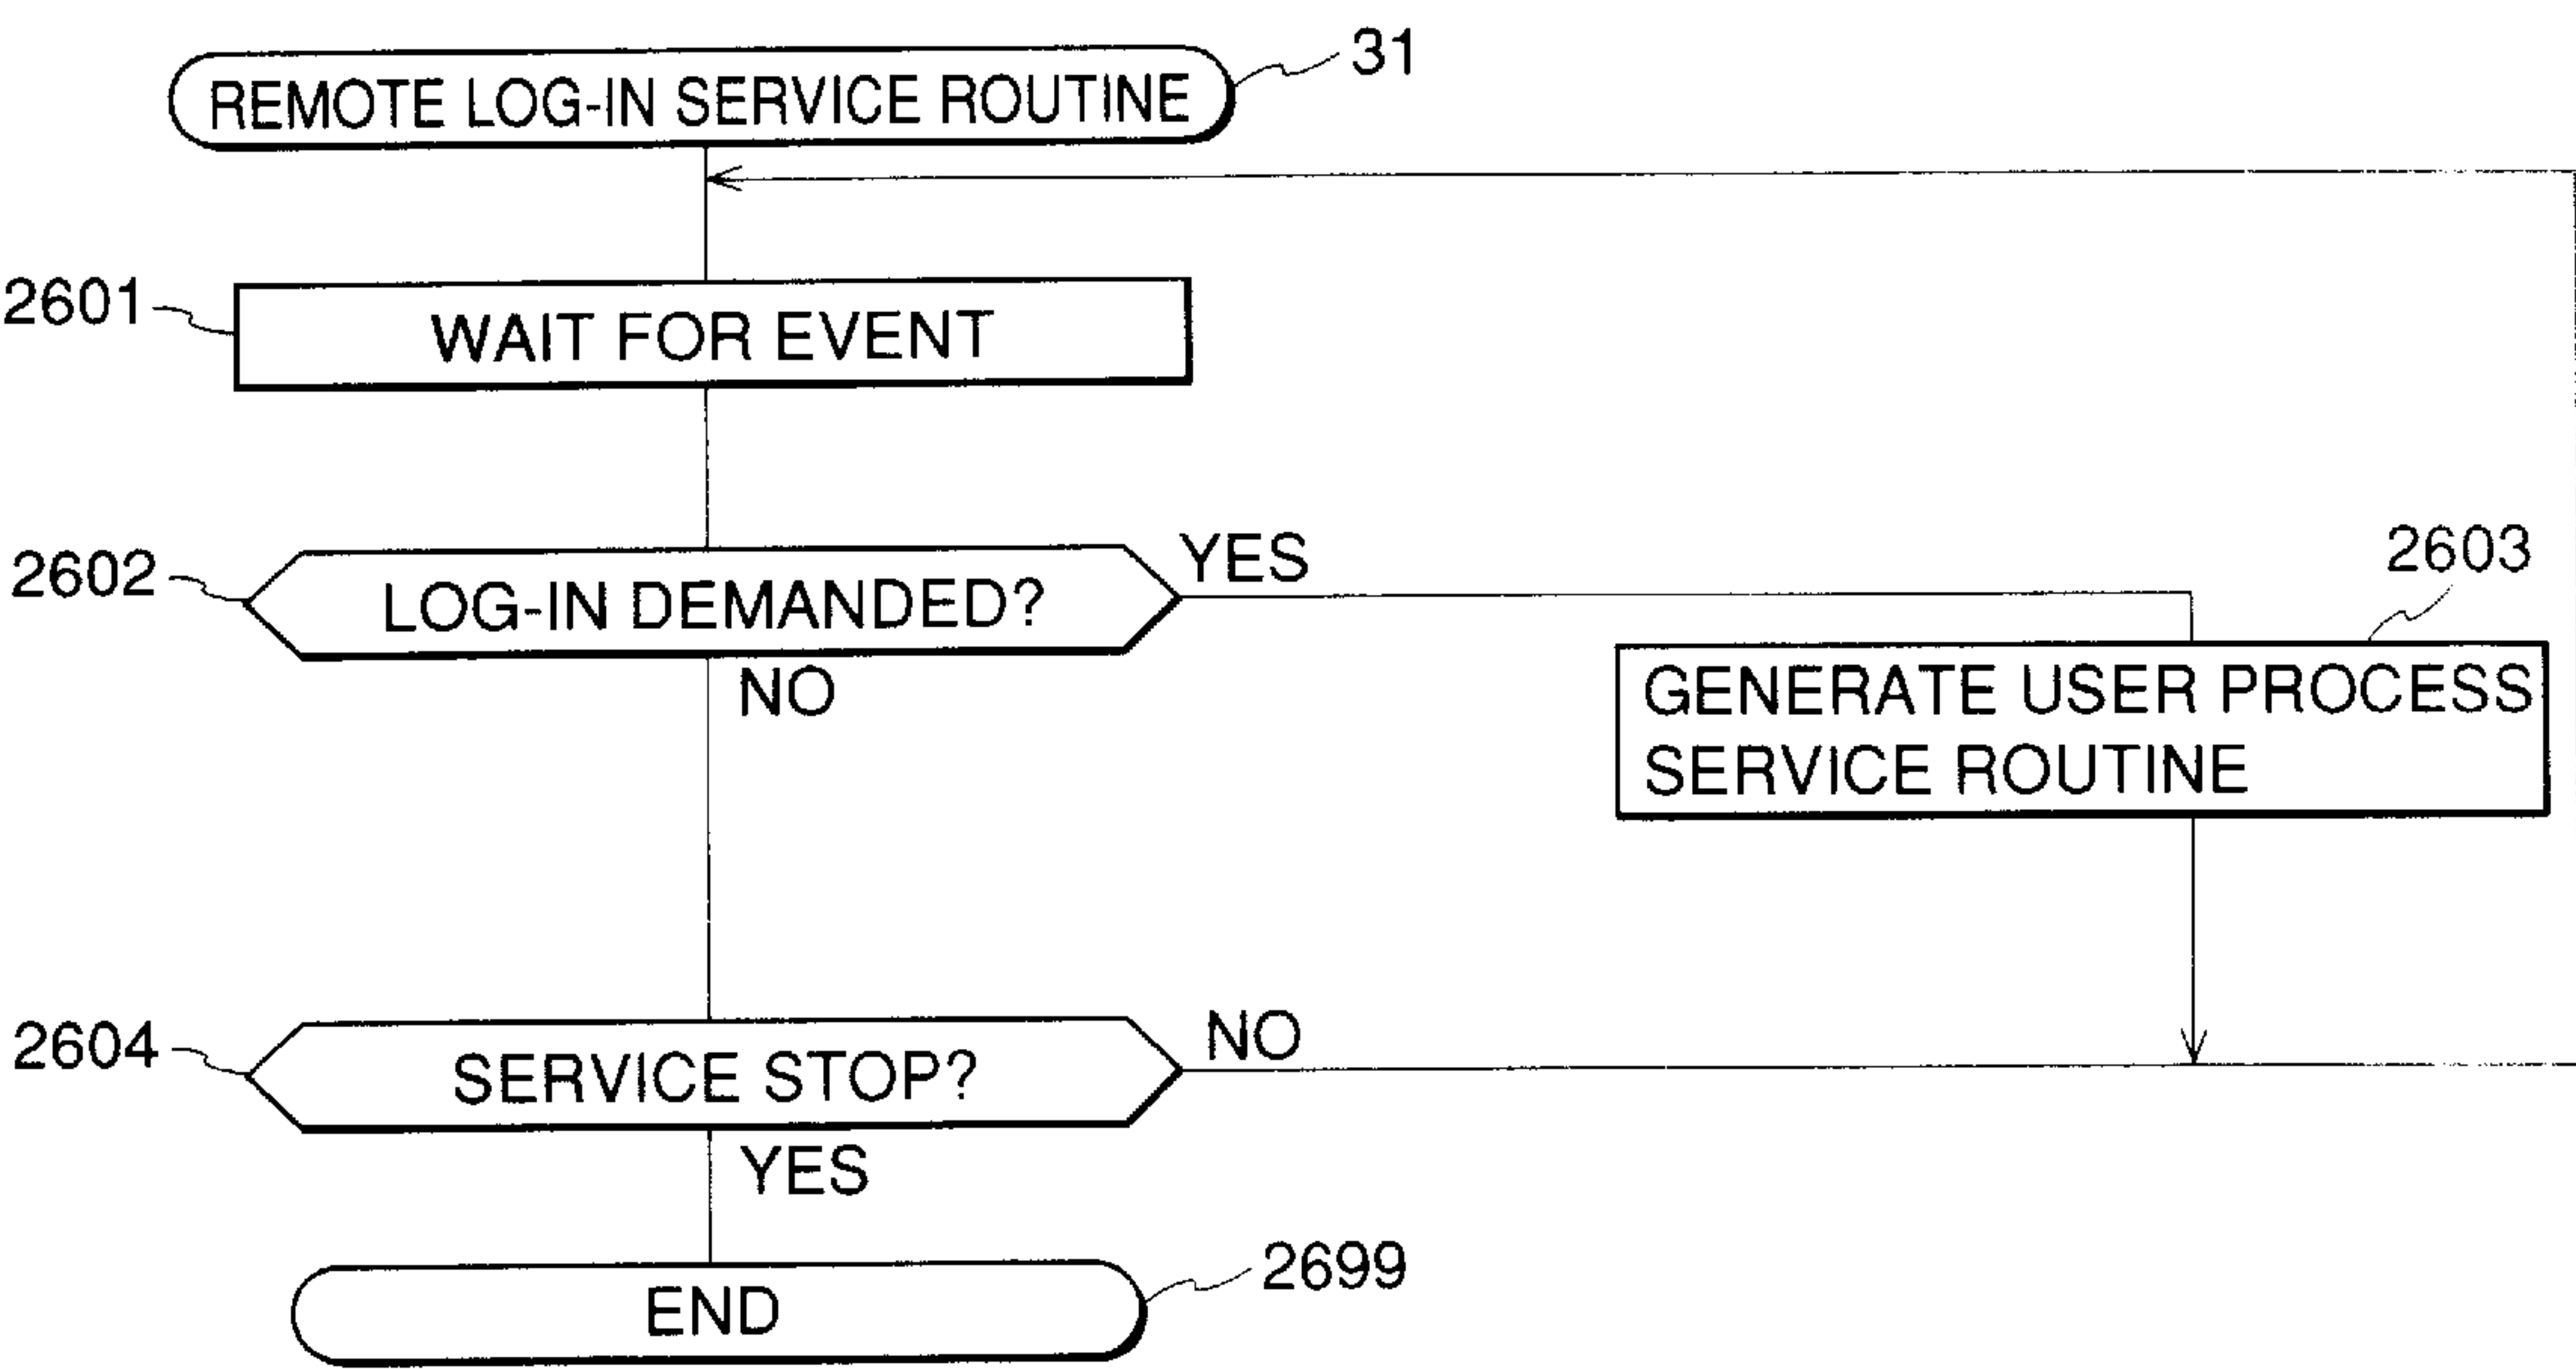 REMOTE LOG-IN SERVICE ROUTINE
31
2601
WAIT FOR EVENT
2602
LOG-IN DEMANDED?
YES
NO
2603
GENERATE USER PROCESS
SERVICE ROUTINE
2604
SERVICE STOP?
NO
YES
END
2699